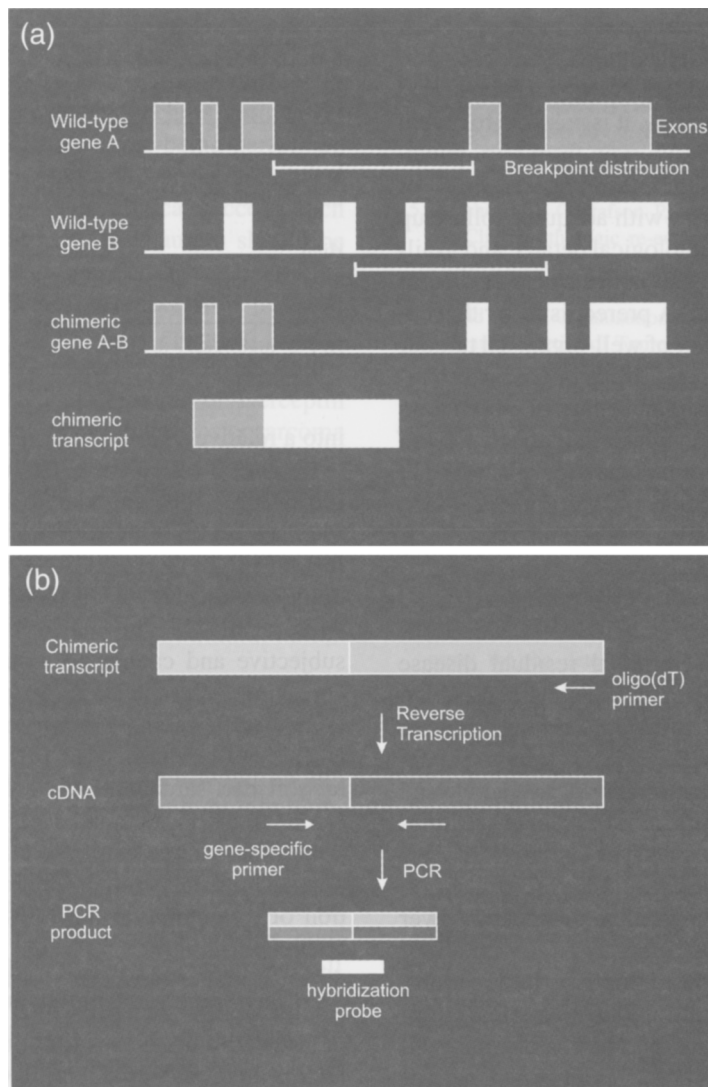 (a)
Wild-type
gene A
Exons
Breakpoint distribution
Wild-type
gene B
chimeric
gene A-B
chimeric
transcript
(b)
Chimeric
transcript
oligo(dT)
primer
Reverse
Transcription
cDNA
gene-specific
primer
PCR
PCR
product
hybridization
probe